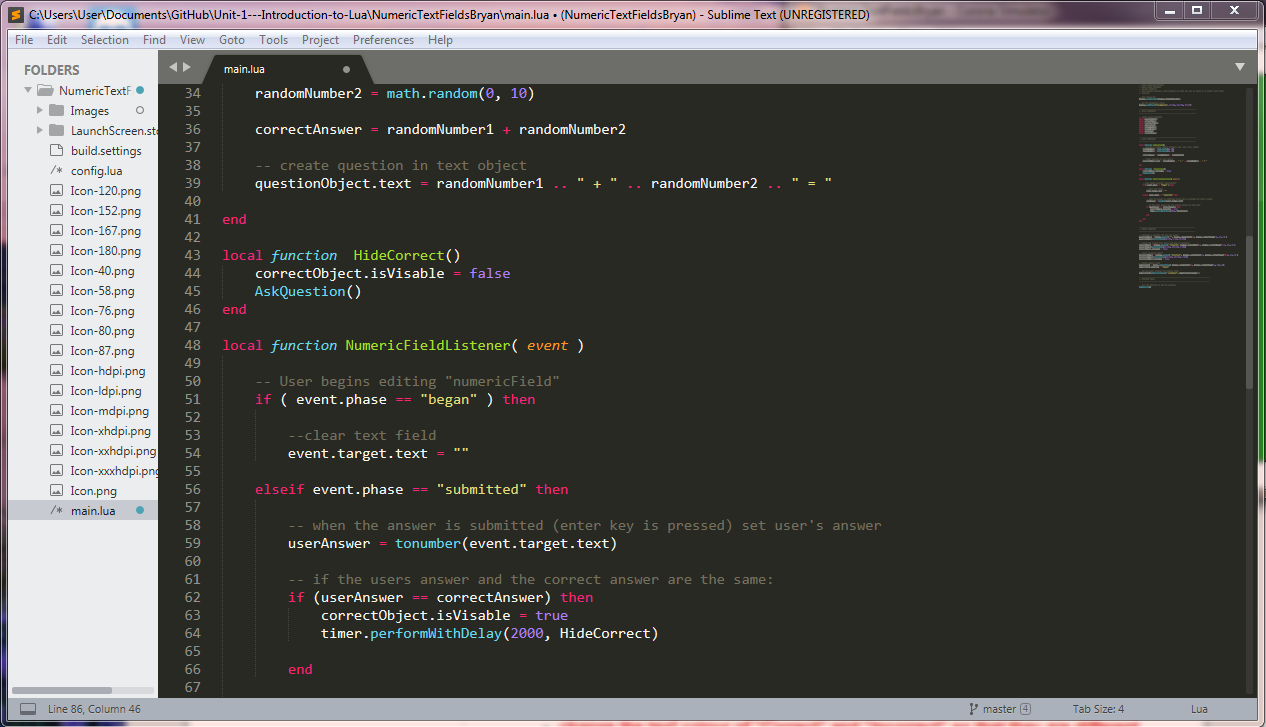 C:\Users\User\Documents\GitHub\Unit-1---Introduction-to-Lua\NumericTextFieldsBryan\main.lua • (NumericTextFieldsBryan) - Sublime Text (UNREGISTERED)
File Edit Selection Find View Goto Tools Project Preferences Help
FOLDERS
NumericTextF
Images
LaunchScreen.sto
build.settings
/* config.lua
Icon-120.png
Icon-152.png
Icon-167.png
Icon-180.png
Icon-40.png
Icon-58.png
Icon-76.png
Icon-80.png
Icon-87.png
Icon-hdpi.png
Icon-ldpi.png
Icon-mdpi.png
Icon-xhdpi.png
Icon-xxhdpi.png
Icon-xxxhdpi.png
Icon.png
/* main.lua
main.lua
34 randomNumber2 = math.random(0, 10)
35
36 correctAnswer = randomNumber1 + randomNumber2
37
38 -- create question in text object
39 questionObject.text = randomNumber1 .. " + " .. randomNumber2 .. " = "
40
41 end
42
43 local function  HideCorrect()
44 correctObject.isVisable = false
45 AskQuestion()
46 end
47
48 local function NumericFieldListener( event )
49
50 -- User begins editing "numericField"
51 if ( event.phase == "began" ) then
52
53 --clear text field
54 event.target.text = ""
55
56 elseif event.phase == "submitted" then
57
58 -- when the answer is submitted (enter key is pressed) set user's answer
59 userAnswer = tonumber(event.target.text)
60
61 -- if the users answer and the correct answer are the same:
62 if (userAnswer == correctAnswer) then
63 correctObject.isVisable = true
64 timer.performWithDelay(2000, HideCorrect)
65
66 end
67
Line 86, Column 46 master 4 Tab Size: 4 Lua